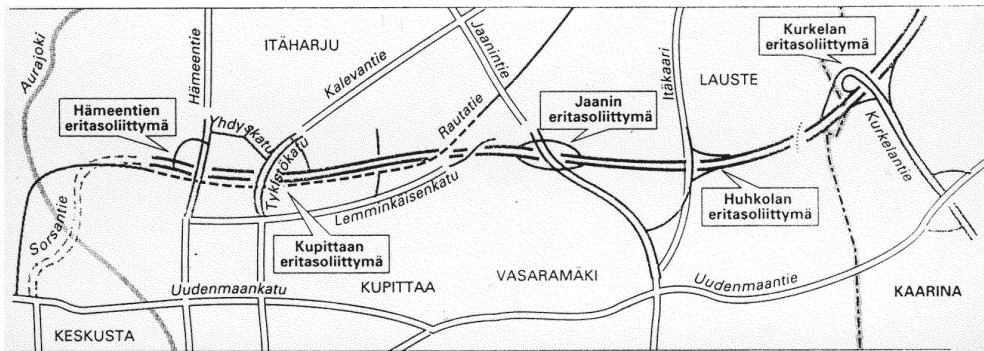 Aurajoki
Hämeentie
ITÄHARJU
Kalevantie
Jaanintie
Itäkaari
LAUSTE
Kurkelan
eritasoliittymä
Hämeentien
eritasoliittymä
Yhdyskatu
Tykistökatu
Rautatie
Jaanin
eritasoliittymä
Kurkelantie
Sorsantie
Lemminkäisenkatu
Huhkolan
eritasoliittymä
Kupittaan
eritasoliittymä
Uudenmaankatu
KUPITTAA
VASARAMÄKI
Uudenmaantie
KAARINA
KESKUSTA